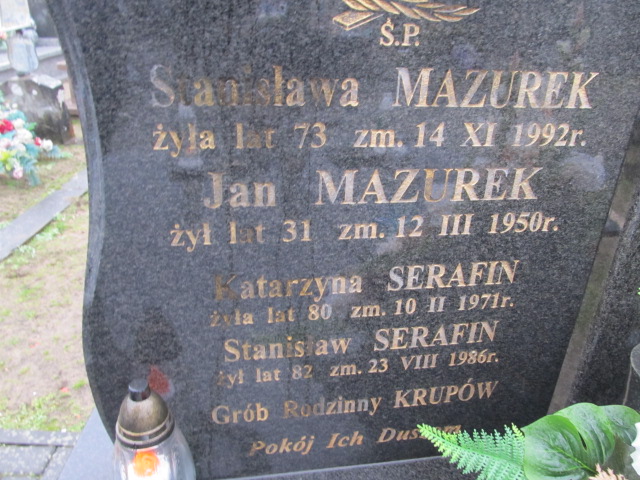 Ś.P.
Stanisława MAZUREK
żyła lat 73 zm. 14 XI 1992r.
Jan MAZUREK
żył lat 31 zm. 12 III 1950r.
Katarzyna SERAFIN
żyła lat 80 zm. 10 II 1971r.
Stanisław SERAFIN
żył lat 82 zm. 23 VIII 1986r.
Grób Rodzinny KRUPÓW
Pokój Ich Duszom